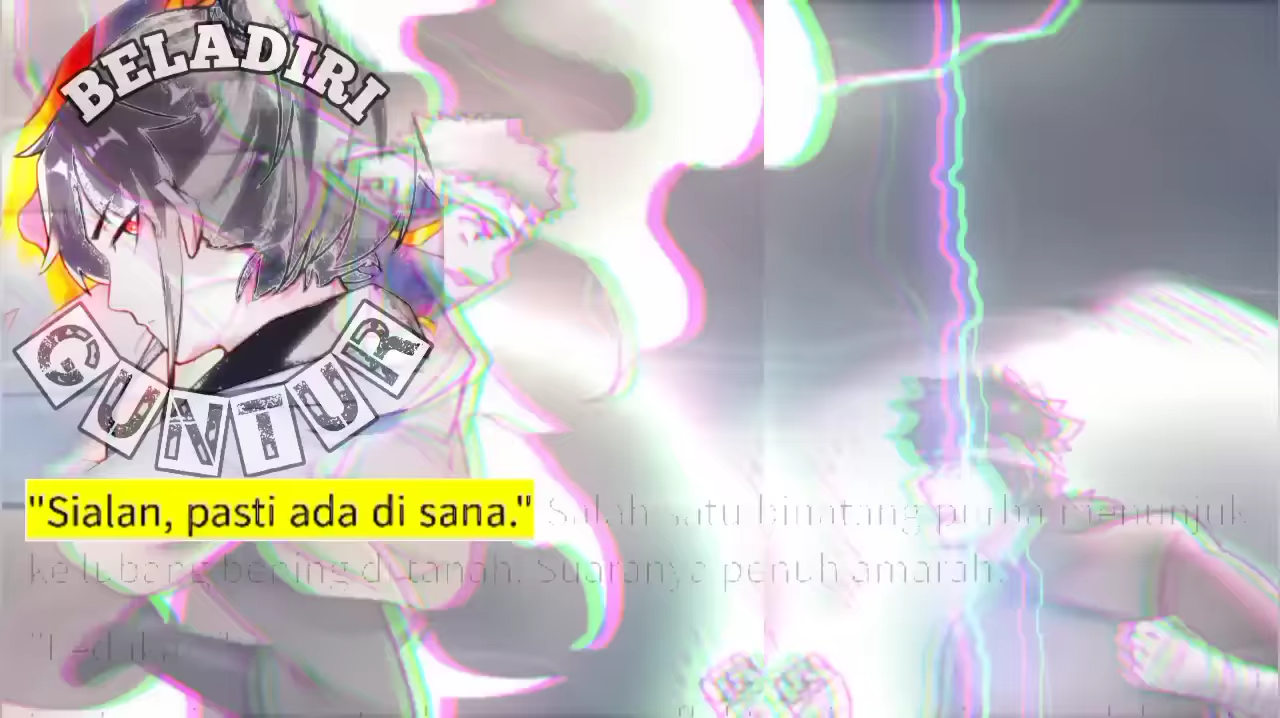 BELADIRI
GUNTUR
"Sialan, pasti ada di sana." Salah satu binatang purba menunjuk
ke lubang bening di tanah. Suaranya penuh amarah.